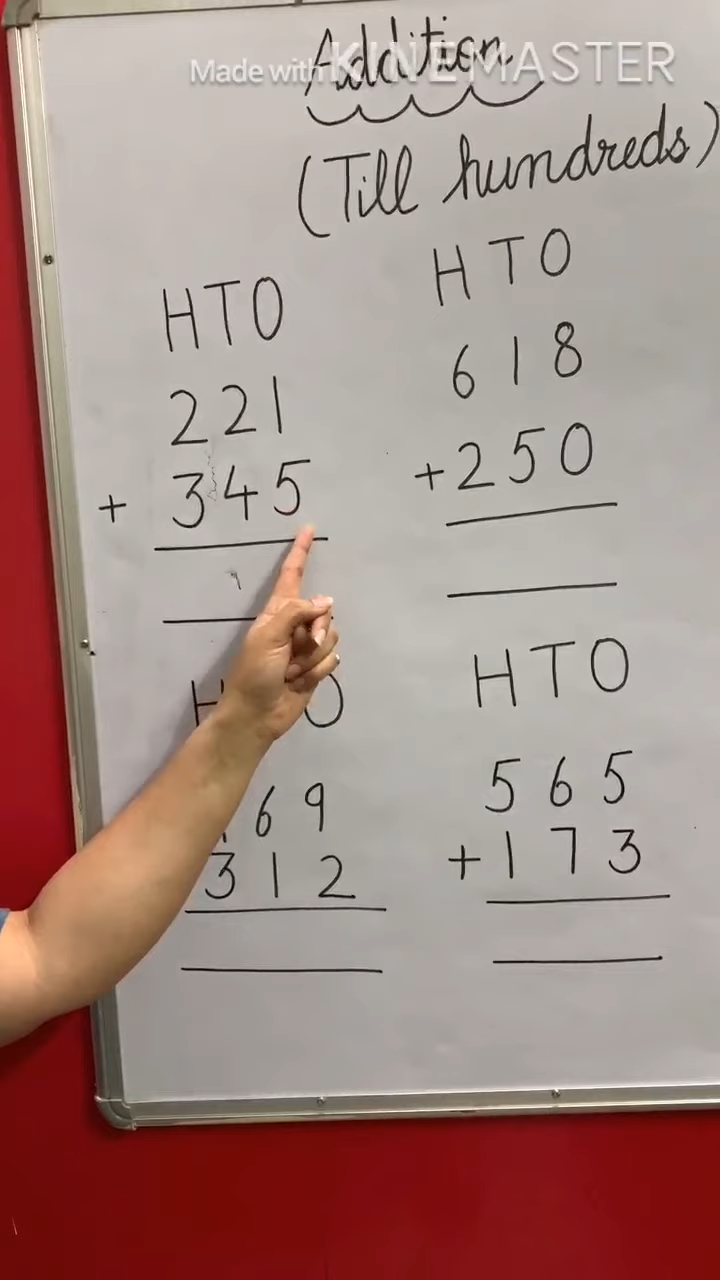 Addition
Made with KINEMASTER
(Till hundreds)
HTO
221
+ 345
HTO
618
+250
H O
69
312
HTO
565
+173